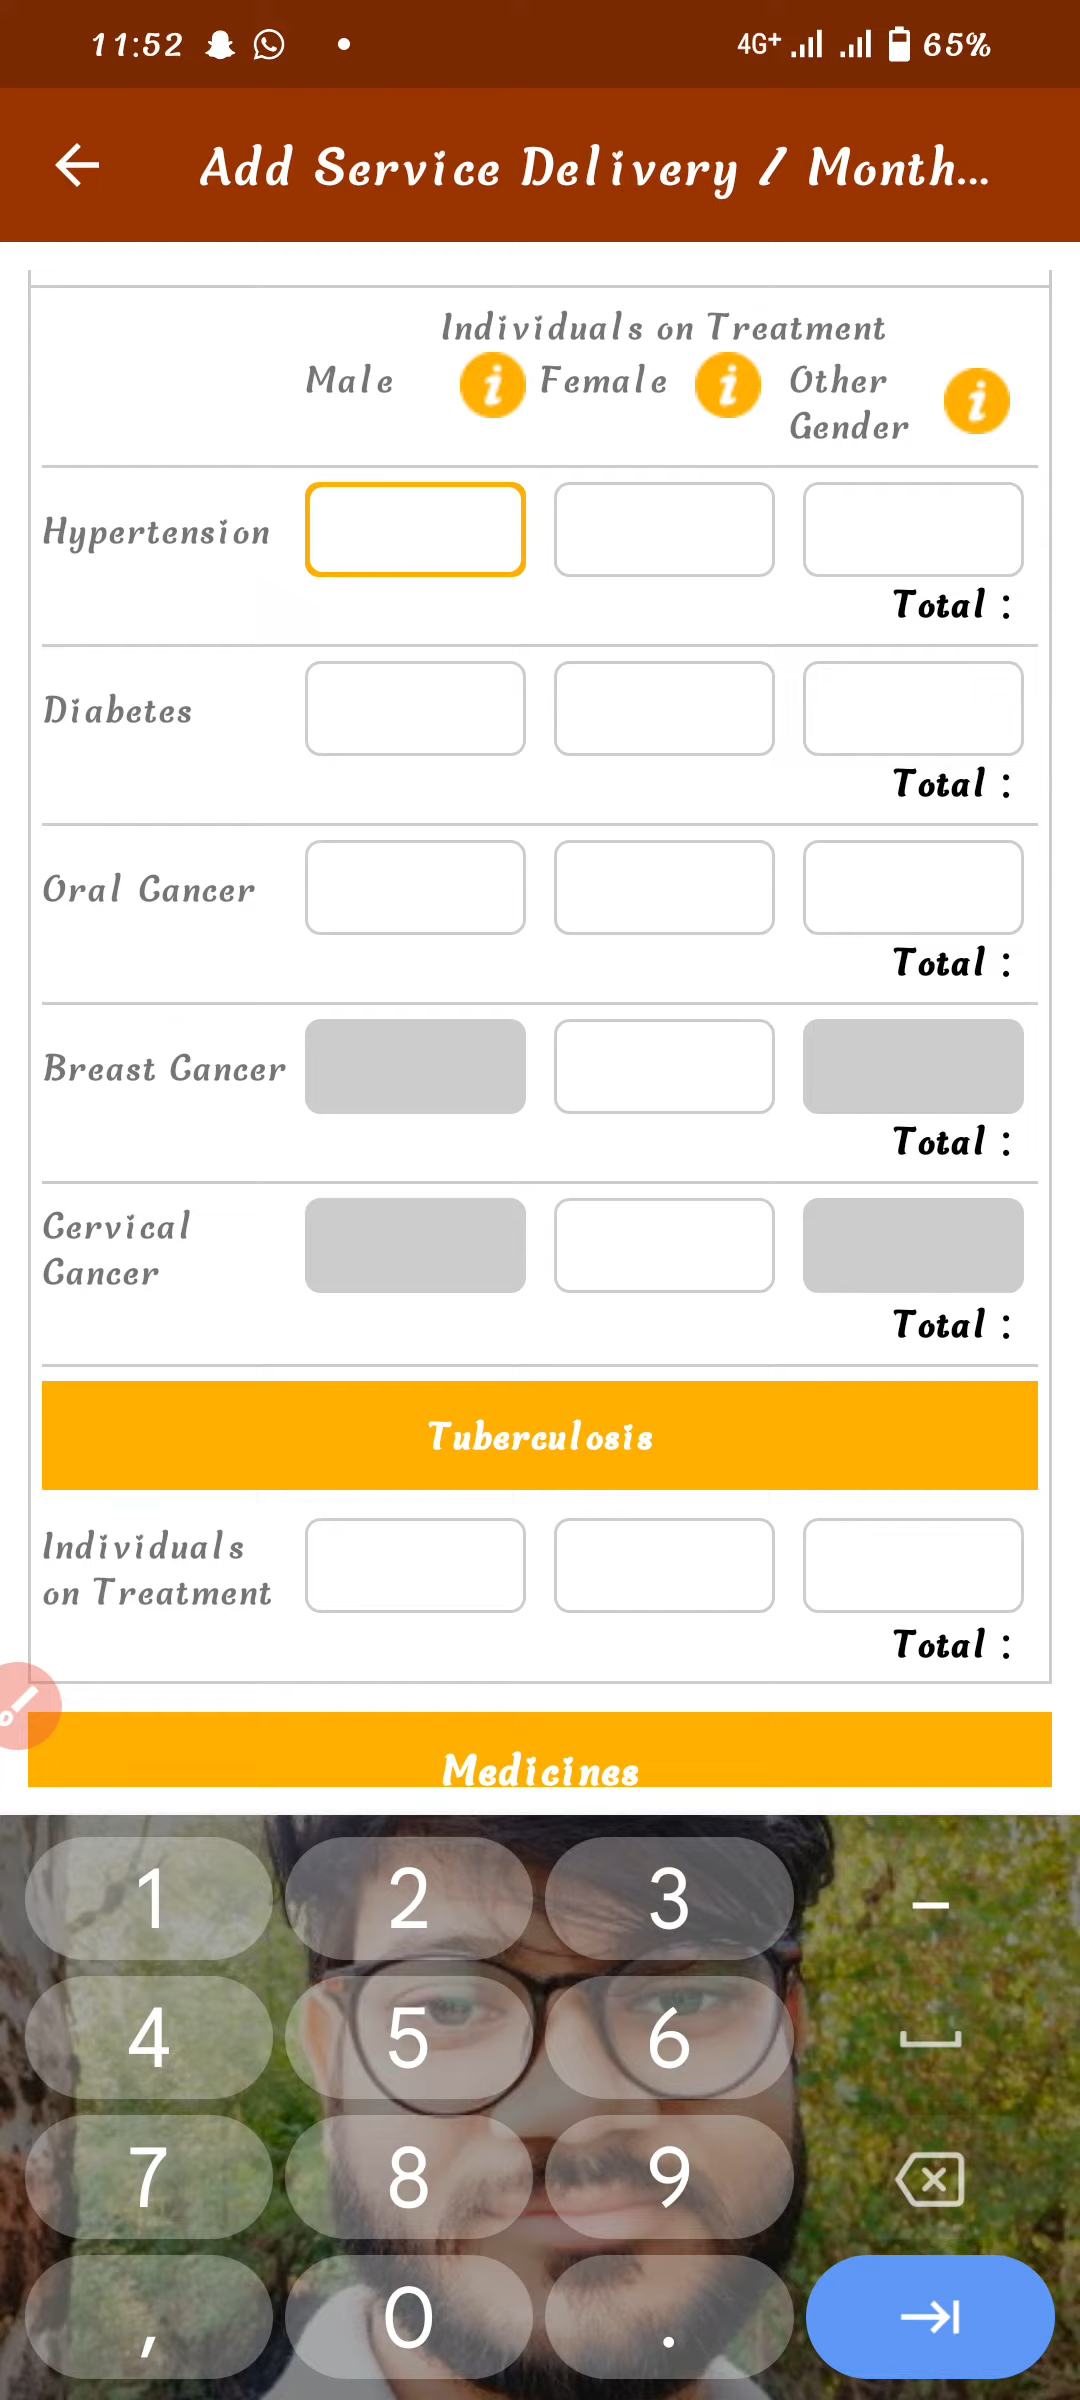 11:52 4G+ 65%
Add Service Delivery / Month...
Individuals on Treatment
Male i Female i Other Gender i
Hypertension
Total :
Diabetes
Total :
Oral Cancer
Total :
Breast Cancer
Total :
Cervical
Cancer
Total :
Tuberculosis
Individuals
on Treatment
Total :
Medicines
1 2 3 –
4 5 6
7 8 9
, 0 .